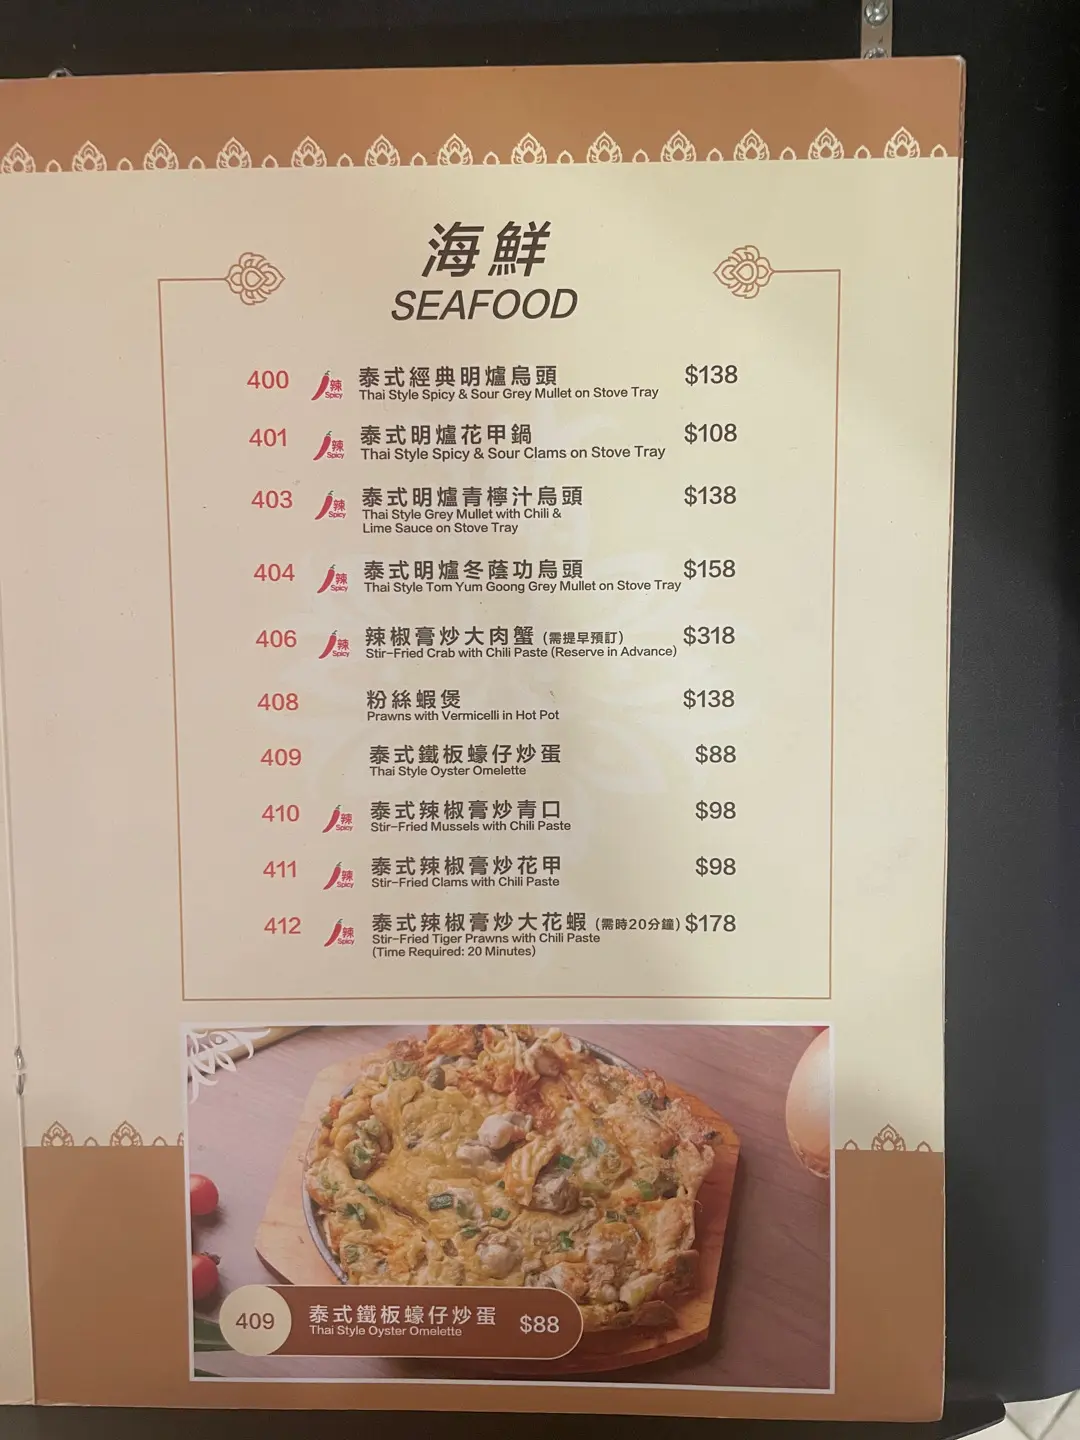 海鮮
SEAFOOD
400 辣 Spicy 泰式經典明爐烏頭 $138
Thai Style Spicy & Sour Grey Mullet on Stove Tray
401 辣 Spicy 泰式明爐花甲鍋 $108
Thai Style Spicy & Sour Clams on Stove Tray
403 辣 Spicy 泰式明爐青檸汁烏頭 $138
Thai Style Grey Mullet with Chili &
Lime Sauce on Stove Tray
404 辣 Spicy 泰式明爐冬蔭功烏頭 $158
Thai Style Tom Yum Goong Grey Mullet on Stove Tray
406 辣 Spicy 辣椒膏炒大肉蟹 (需提早預訂) $318
Stir-Fried Crab with Chili Paste (Reserve in Advance)
408 粉絲蝦煲 $138
Prawns with Vermicelli in Hot Pot
409 泰式鐵板蠔仔炒蛋 $88
Thai Style Oyster Omelette
410 辣 Spicy 泰式辣椒膏炒青口 $98
Stir-Fried Mussels with Chili Paste
411 辣 Spicy 泰式辣椒膏炒花甲 $98
Stir-Fried Clams with Chili Paste
412 辣 Spicy 泰式辣椒膏炒大花蝦 (需時20分鐘) $178
Stir-Fried Tiger Prawns with Chili Paste
(Time Required: 20 Minutes)
409 泰式鐵板蠔仔炒蛋 $88
Thai Style Oyster Omelette